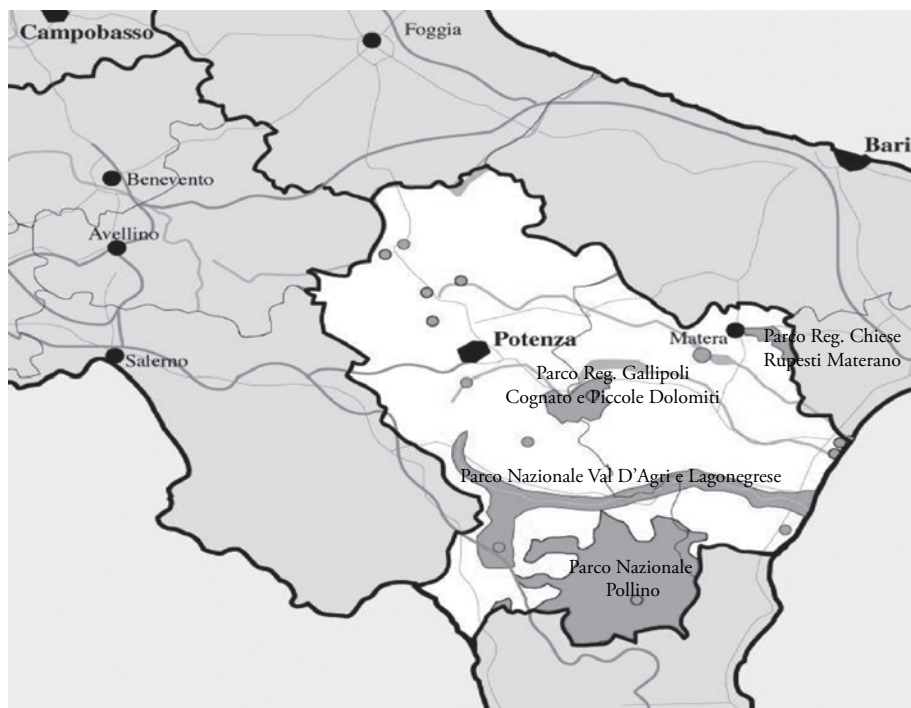 Campobasso
Foggia
Bari
Benevento
Avellino
Salerno
Potenza
Matera
Parco Reg. Chiese
Rupesti Materano
Parco Reg. Gallipoli
Cognato e Piccole Dolomiti
Parco Nazionale Val D’Agri e Lagonegrese
Parco Nazionale
Pollino